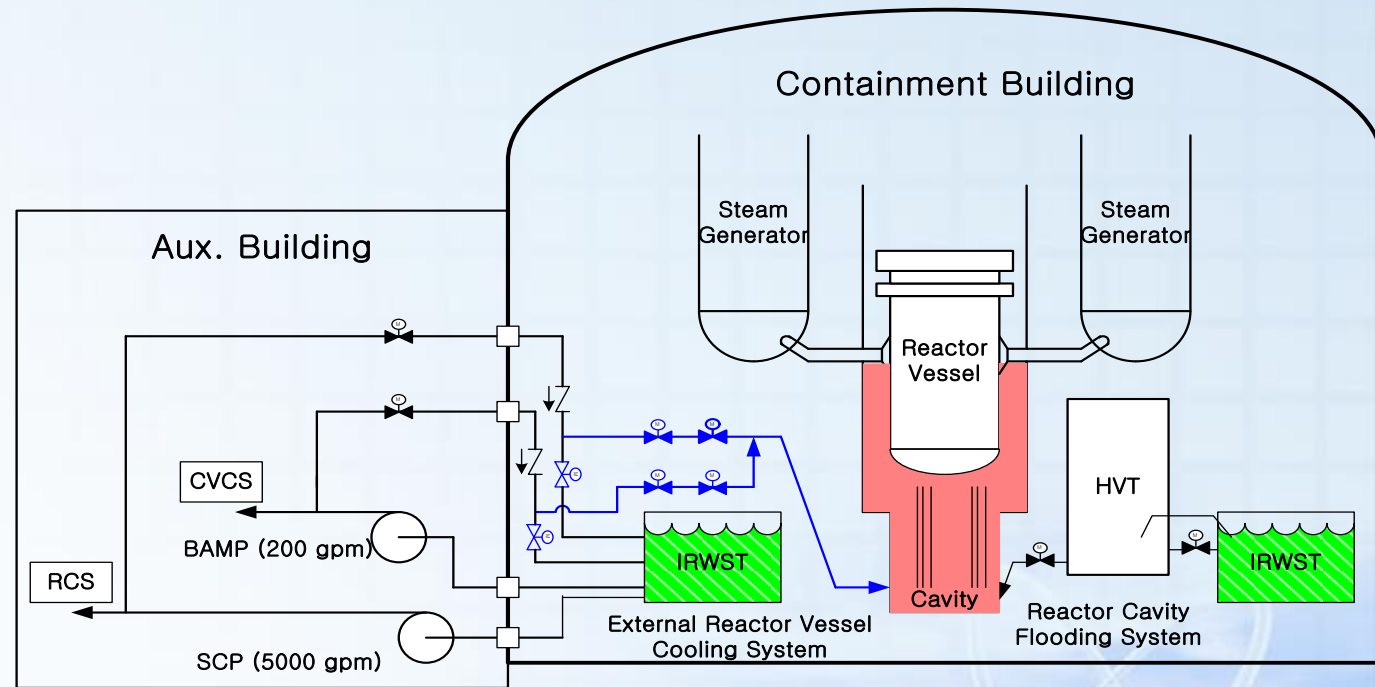 Containment Building
Aux. Building
Steam
Generator
Steam
Generator
Reactor
Vessel
CVCS
BAMP (200 gpm)
RCS
SCP (5000 gpm)
IRWST
External Reactor Vessel
Cooling System
Cavity
HVT
IRWST
Reactor Cavity
Flooding System
M
M
M
M
M
M
M
M